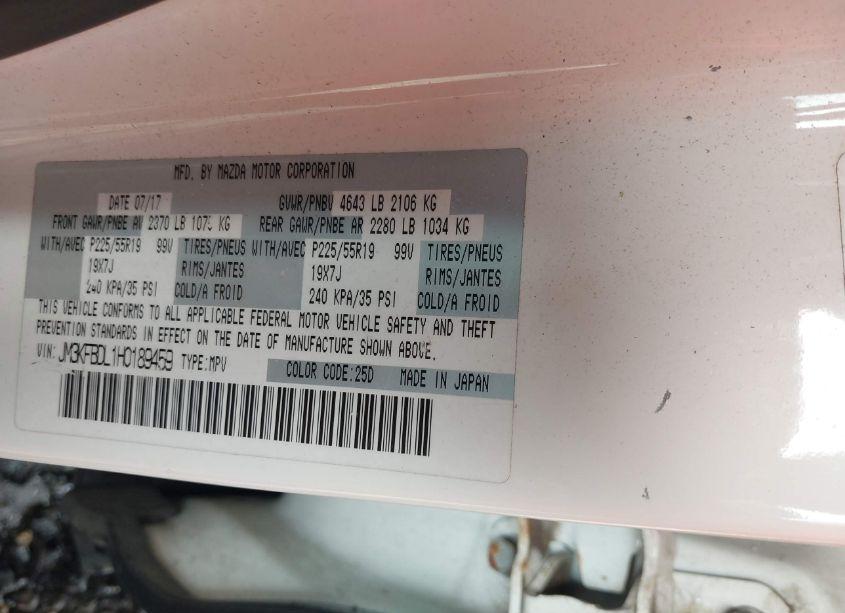 MFD. BY MAZDA MOTOR CORPORATION
DATE 07/17 GVWR/PNBV 4643 LB 2106 KG
FRONT GAWR/PNBE AV 2370 LB 1075 KG REAR GAWR/PNBE AR 2280 LB 1034 KG
WITH/AVEC P225/55R19 99V TIRES/PNEUS WITH/AVEC P225/55R19 99V TIRES/PNEUS
19X7J RIMS/JANTES 19X7J RIMS/JANTES
240 KPA/35 PSI COLD/A FROID 240 KPA/35 PSI COLD/A FROID
THIS VEHICLE CONFORMS TO ALL APPLICABLE FEDERAL MOTOR VEHICLE SAFETY AND THEFT
PREVENTION STANDARDS IN EFFECT ON THE DATE OF MANUFACTURE SHOWN ABOVE.
VIN: JM3KFBDL1H0189459 TYPE:MPV
COLOR CODE:25D MADE IN JAPAN